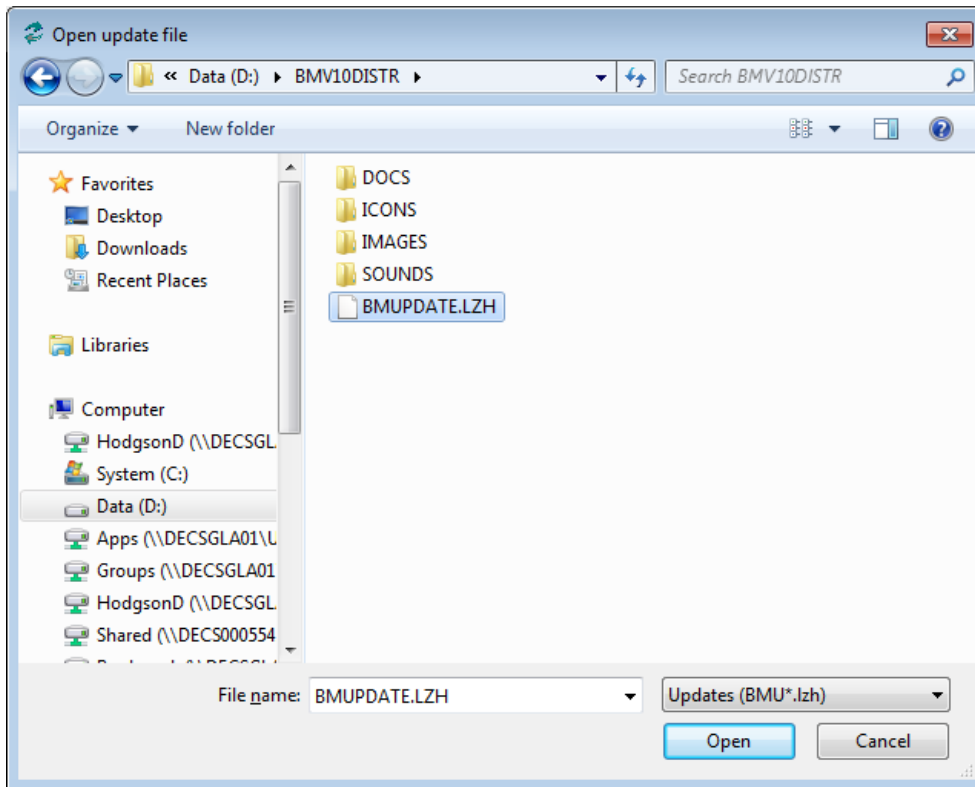 Open update file
« Data (D:) ▸ BMV10DISTR ▸
Search BMV10DISTR
Organize
New folder
Favorites
Desktop
Downloads
Recent Places
Libraries
Computer
HodgsonD (\\DECSGL
System (C:)
Data (D:)
Apps (\\DECSGLA01\U
Groups (\\DECSGLA01
HodgsonD (\\DECSGL
Shared (\\DECS000554
DOCS
ICONS
IMAGES
SOUNDS
BMUPDATE.LZH
File name: BMUPDATE.LZH
Updates (BMU*.lzh)
Open
Cancel